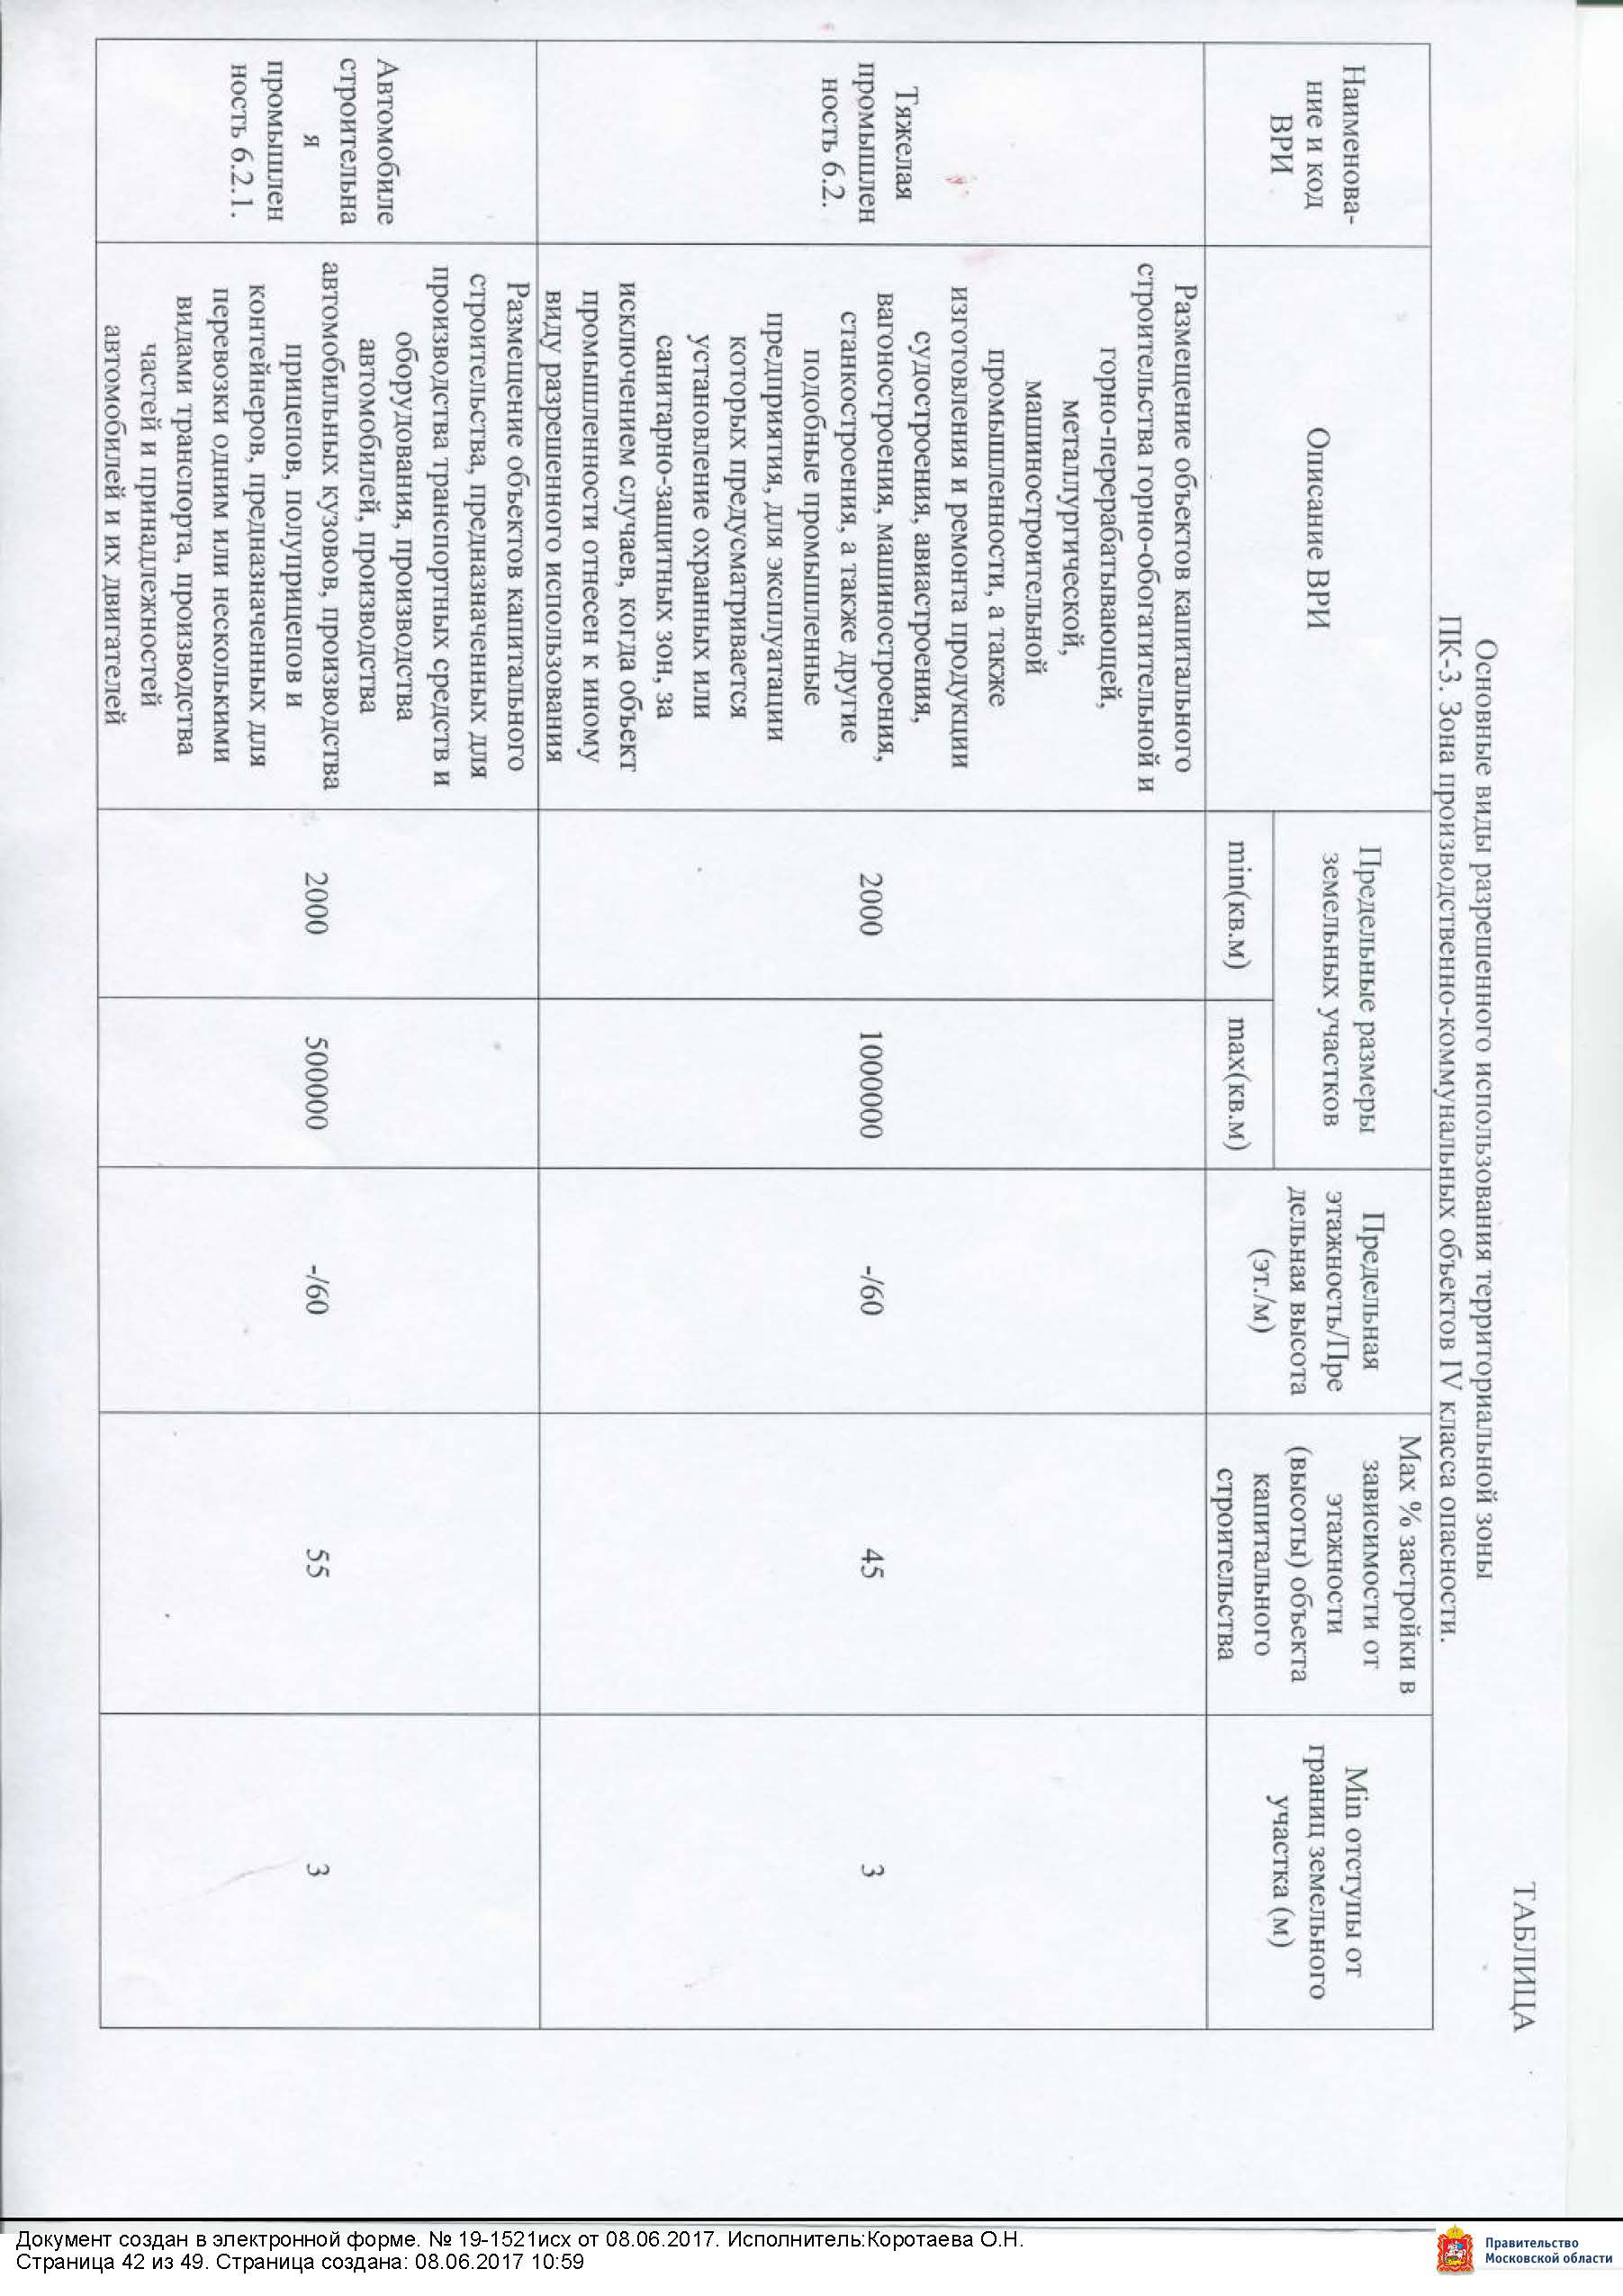 ТАБЛИЦА
Основные виды разрешенного использования территориальной зоны
ПК-3. Зона производственно-коммунальных объектов IV класса опасности.
Наименова-
ние и код
ВРИ
Описание ВРИ
Предельные размеры
земельных участков
min(кв.м)
max(кв.м)
Предельная
этажность/Пре
дельная высота
(эт./м)
Max % застройки в
зависимости от
этажности
(высоты) объекта
капитального
строительства
Min отступы от
границ земельного
участка (м)
Тяжелая
промышлен
ность 6.2.
Размещение объектов капитального
строительства горно-обогатительной и
горно-перерабатывающей,
металлургической,
машиностроительной
промышленности, а также
изготовления и ремонта продукции
судостроения, авиастроения,
вагоностроения, машиностроения,
станкостроения, а также другие
подобные промышленные
предприятия, для эксплуатации
которых предусматривается
установление охранных или
санитарно-защитных зон, за
исключением случаев, когда объект
промышленности отнесен к иному
виду разрешенного использования
2000
1000000
-/60
45
3
Автомобиле
строительна
я
промышлен
ность 6.2.1.
Размещение объектов капитального
строительства, предназначенных для
производства транспортных средств и
оборудования, производства
автомобилей, производства
автомобильных кузовов, производства
прицепов, полуприцепов и
контейнеров, предназначенных для
перевозки одним или несколькими
видами транспорта, производства
частей и принадлежностей
автомобилей и их двигателей
2000
500000
-/60
55
3
Документ создан в электронной форме. № 19-1521исх от 08.06.2017. Исполнитель:Коротаева О.Н.
Страница 42 из 49. Страница создана: 08.06.2017 10:59
Правительство
Московской области